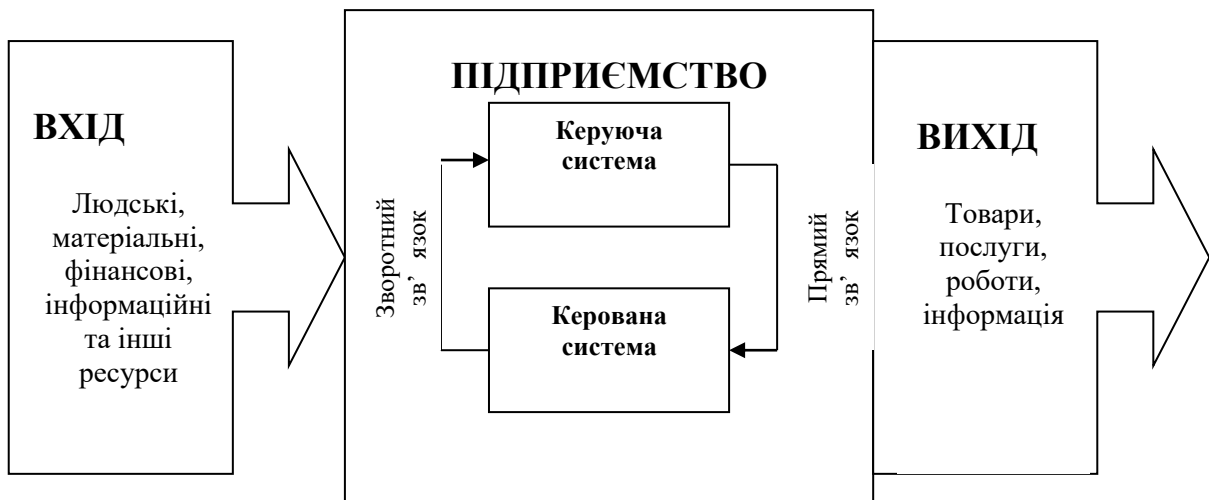 ВХІД
Людські,
матеріальні,
фінансові,
інформаційні
та інші
ресурси
ПІДПРИЄМСТВО
Керуюча
система
Зворотний
зв’ язок
Прямий
зв’ язок
Керована
система
ВИХІД
Товари,
послуги,
роботи,
інформація